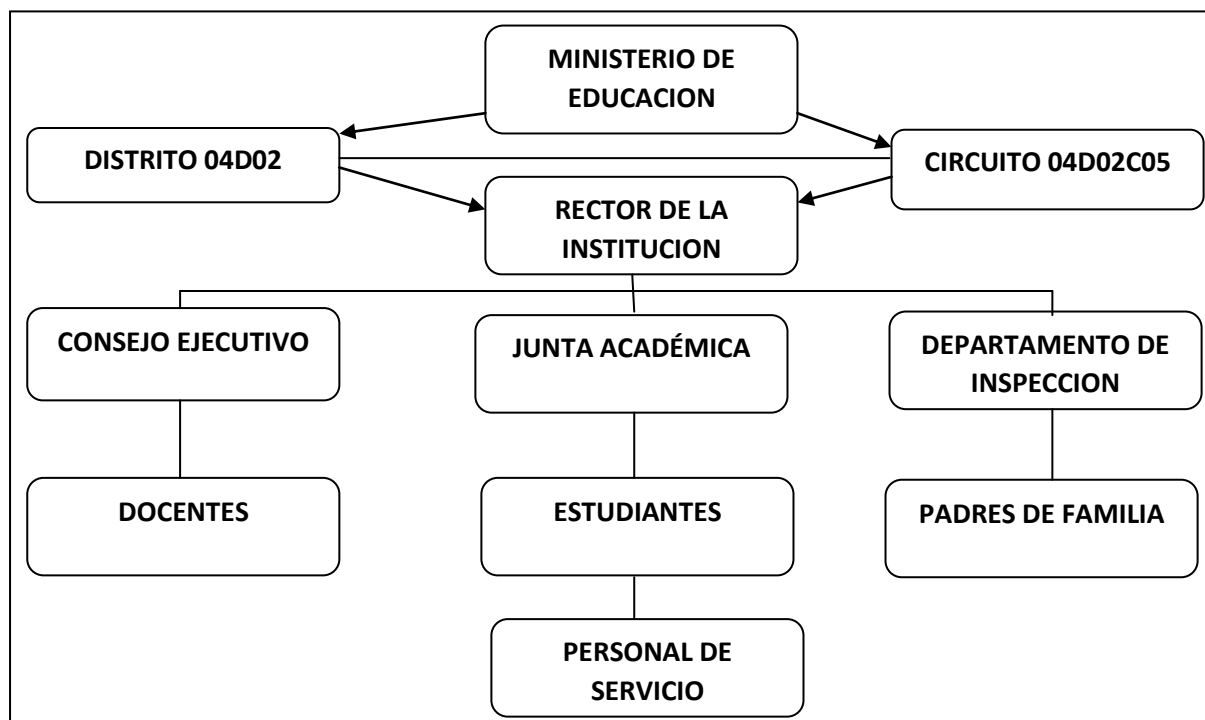 MINISTERIO DE
EDUCACION
DISTRITO 04D02
CIRCUITO 04D02C05
RECTOR DE LA
INSTITUCION
CONSEJO EJECUTIVO
JUNTA ACADÉMICA
DEPARTAMENTO DE
INSPECCION
DOCENTES
ESTUDIANTES
PADRES DE FAMILIA
PERSONAL DE
SERVICIO